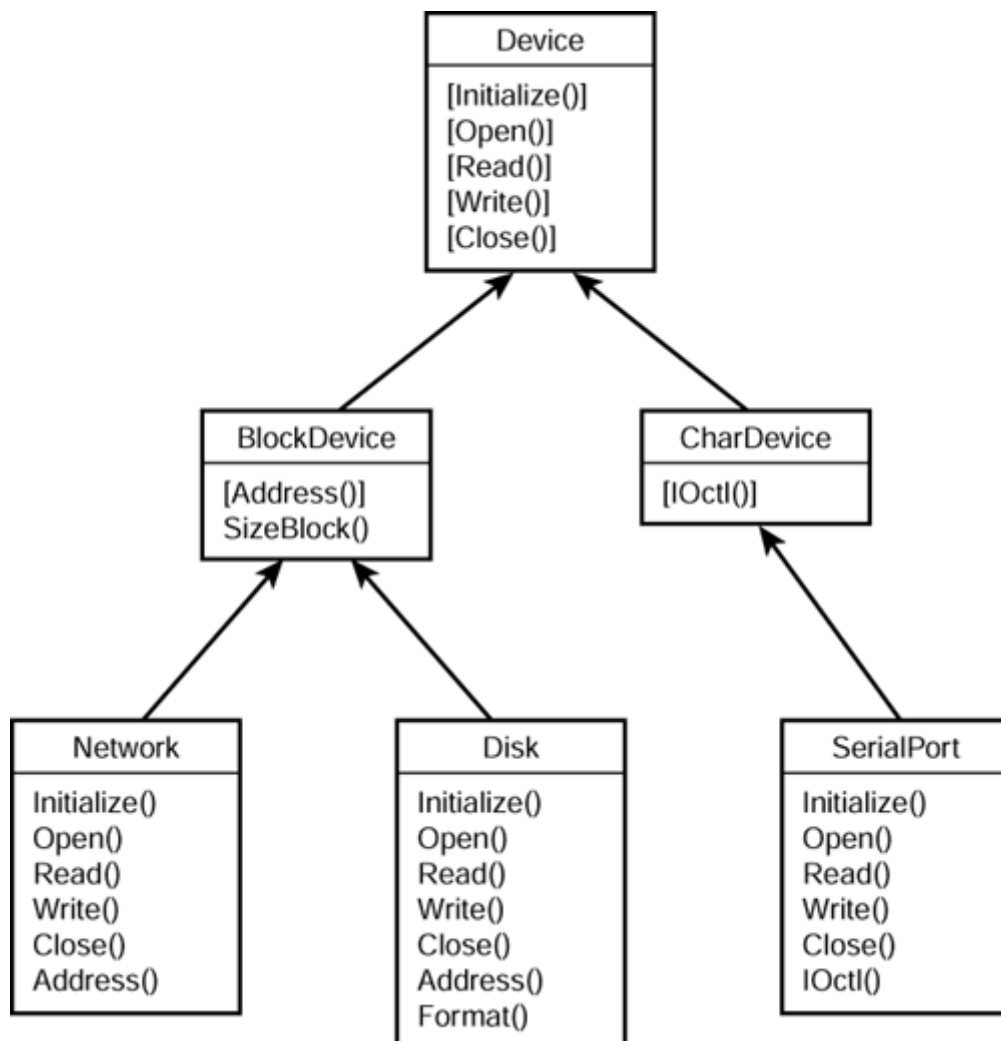 Device
[Initialize()]
[Open()]
[Read()]
[Write()]
[Close()]
BlockDevice
[Address()]
SizeBlock()
CharDevice
[IOctl()]
Network
Initialize()
Open()
Read()
Write()
Close()
Address()
Disk
Initialize()
Open()
Read()
Write()
Close()
Address()
Format()
SerialPort
Initialize()
Open()
Read()
Write()
Close()
IOctl()